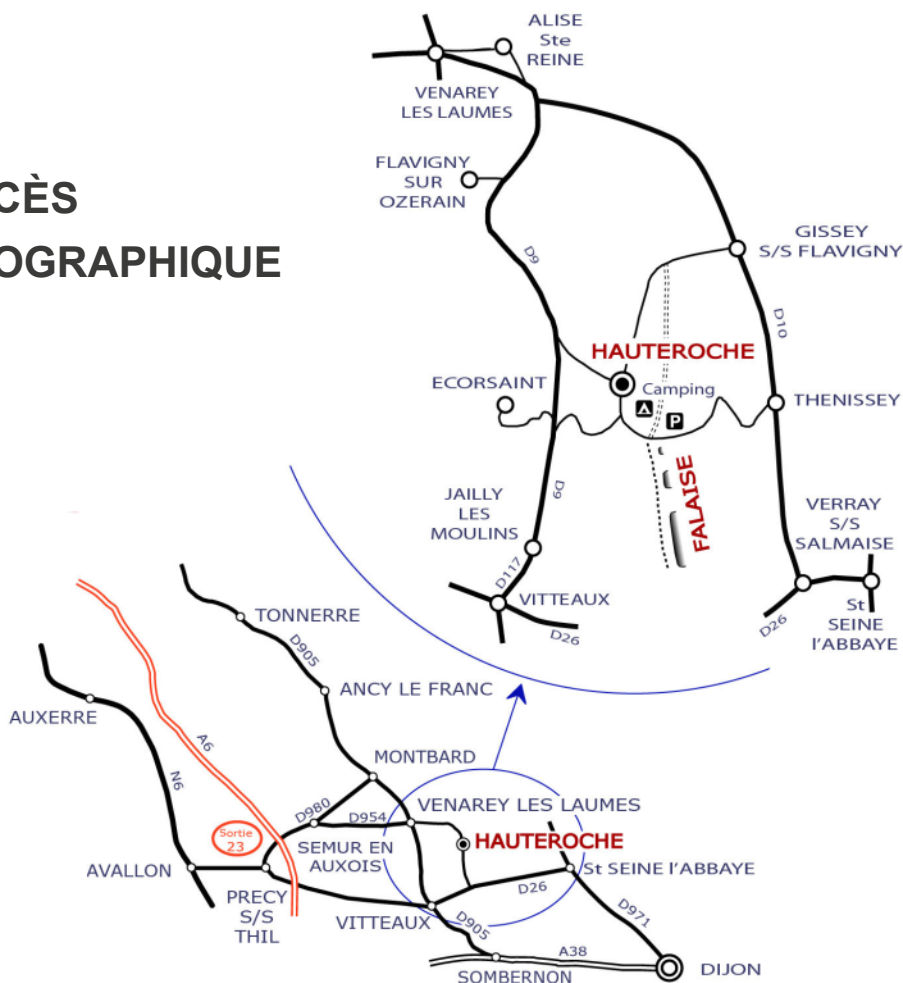 ALISE
Ste
REINE
VENAREY
LES LAUMES
FLAVIGNY
SUR
OZERAIN
CÈS
OGRAPHIQUE
GISSEY
S/S FLAVIGNY
D9
D10
HAUTEROCHE
ECORSAINT
Camping
P
THENISSEY
FALAISE
D9
JAILLY
LES
MOULINS
VERRAY
S/S
SALMAISE
D117
VITTEAUX
D26
D26
St
SEINE
l'ABBAYE
TONNERRE
D905
ANCY LE FRANC
AUXERRE
A6
N6
MONTBARD
D980
D954
VENAREY LES LAUMES
Sortie
23
SEMUR EN
AUXOIS
HAUTEROCHE
AVALLON
St SEINE l'ABBAYE
PRECY
S/S
THIL
D26
VITTEAUX
D905
D971
A38
SOMBERNON
DIJON